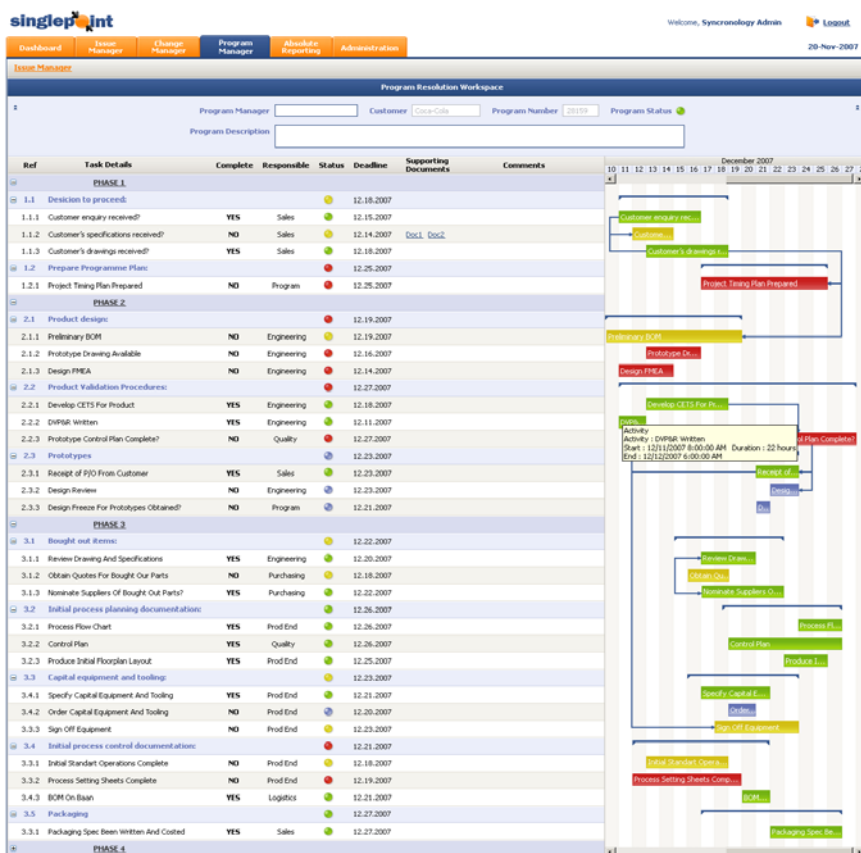 singlepoint
Welcome, Syncronology Admin Logout
Dashboard Issue Manager Change Manager Program Manager Absolute Reporting Administration 20-Nov-2007
Issue Manager
Program Resolution Workspace
Program Manager Customer Coca-Cola Program Number 28159 Program Status
Program Description
Ref Task Details Complete Responsible Status Deadline Supporting Documents Comments December 2007
10 11 12 13 14 15 16 17 18 19 20 21 22 23 24 25 26 27
PHASE 1
1.1 Desicion to proceed: 12.18.2007
1.1.1 Customer enquiry received? YES Sales 12.15.2007 Customer enquiry rec...
1.1.2 Customer's specifications received? NO Sales 12.14.2007 Doc1 Doc2 Custome...
1.1.3 Customer's drawings received? YES Sales 12.18.2007 Customer's drawings r...
1.2 Prepare Programme Plan: 12.25.2007
1.2.1 Project Timing Plan Prepared NO Program 12.25.2007 Project Timing Plan Prepared
PHASE 2
2.1 Product design: 12.19.2007
2.1.1 Preliminary BOM NO Engineering 12.19.2007 Preliminary BOM
2.1.2 Prototype Drawing Available NO Engineering 12.16.2007 Prototype Dr...
2.1.3 Design FMEA NO Engineering 12.14.2007 Design FMEA...
2.2 Product Validation Procedures: 12.27.2007
2.2.1 Develop CETS For Product YES Engineering 12.18.2007 Develop CETS For Pr...
2.2.2 DVP&R Written YES Engineering 12.11.2007 DVP&...
2.2.3 Prototype Control Plan Complete? NO Quality 12.27.2007 ol Plan Complete?
Activity
Activity : DVP&R Written
Start : 12/11/2007 8:00:00 AM Duration : 22 hours
End : 12/12/2007 6:00:00 AM
2.3 Prototypes 12.23.2007
2.3.1 Receipt of P/O From Customer YES Sales 12.23.2007 Receipt of...
2.3.2 Design Review NO Engineering 12.23.2007 Desig...
2.3.3 Design Freeze For Prototypes Obtained? NO Program 12.21.2007 D...
PHASE 3
3.1 Bought out items: 12.22.2007
3.1.1 Review Drawing And Specifications YES Engineering 12.20.2007 Review Draw...
3.1.2 Obtain Quotes For Bought Our Parts NO Purchasing 12.18.2007 Obtain Qu...
3.1.3 Nominate Suppliers Of Bought Out Parts? YES Purchasing 12.22.2007 Nominate Suppliers O...
3.2 Initial process planning documentation: 12.26.2007
3.2.1 Process Flow Chart YES Prod End 12.26.2007 Process Fl...
3.2.2 Control Plan YES Quality 12.26.2007 Control Plan
3.2.3 Produce Initial Floorplan Layout YES Prod End 12.25.2007 Produce I...
3.3 Capital equipment and tooling: 12.23.2007
3.4.1 Specify Capital Equipment And Tooling YES Prod End 12.21.2007 Specify Capital E...
3.4.2 Order Capital Equipment And Tooling NO Prod End 12.20.2007 Order...
3.3.3 Sign Off Equipment NO Prod End 12.23.2007 Sign Off Equipment
3.4 Initial process control documentation: 12.21.2007
3.3.1 Initial Standart Operations Complete NO Prod End 12.18.2007 Initial Standart Opera...
3.3.2 Process Setting Sheets Complete NO Prod End 12.19.2007 Process Setting Sheets Comp...
3.4.3 BOM On Baan YES Logistics 12.21.2007 BOM...
3.5 Packaging 12.27.2007
3.3.1 Packaging Spec Been Written And Costed YES Sales 12.27.2007 Packaging Spec Be...
PHASE 4